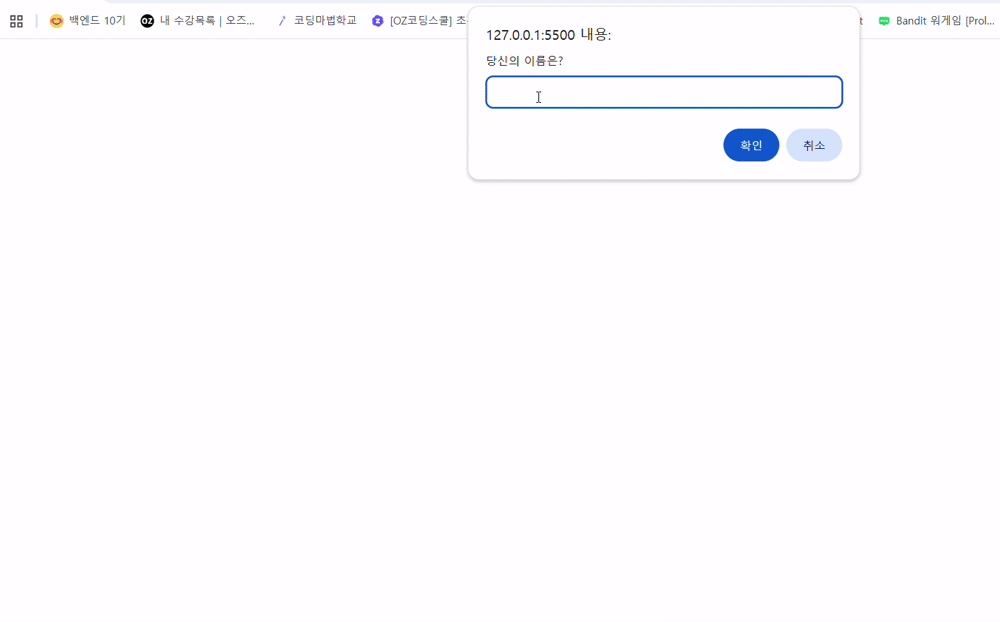 백엔드 10기
OZ 내 수강목록 | 오즈...
코딩마법학교
[OZ코딩스쿨] 초
t
Bandit 워게임 [Prol...
127.0.0.1:5500 내용:
당신의 이름은?
확인
취소